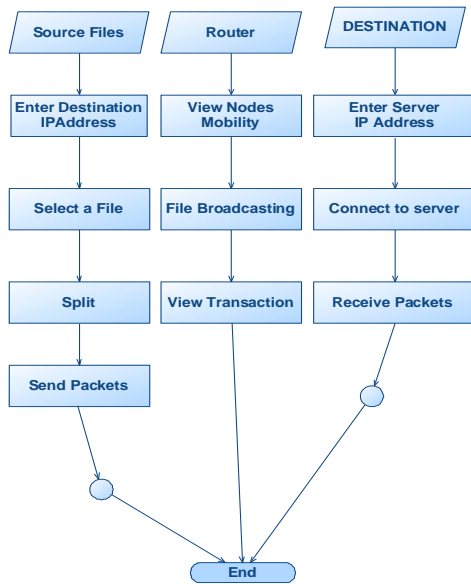 Source Files
Router
DESTINATION
Enter Destination
IPAddress
View Nodes
Mobility
Enter Server
IP Address
Select a File
File Broadcasting
Connect to server
Split
View Transaction
Receive Packets
Send Packets
End